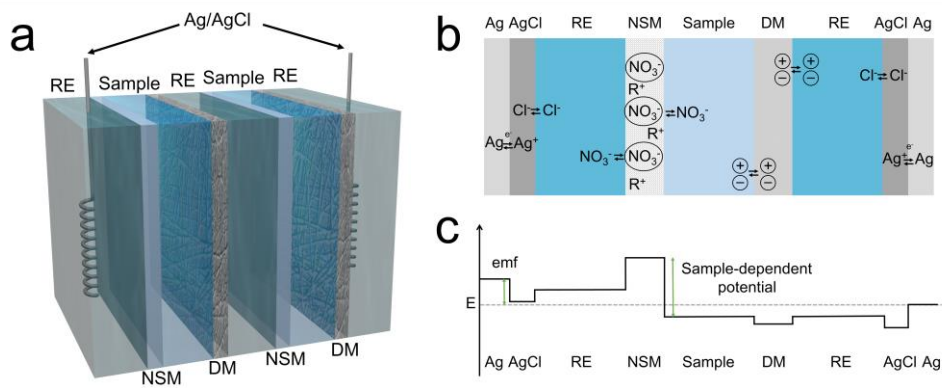 a
Ag/AgCl
RE Sample RE Sample RE
NSM DM NSM DM
b
Ag AgCl RE NSM Sample DM RE AgCl Ag
NO₃⁻
R⁺
Cl⁻⇌Cl⁻
NO₃⁻⇌NO₃⁻
R⁺
Ag⇌Ag⁺
e⁻
NO₃⁻⇌NO₃⁻
R⁺
+ ⇌ +
− −
+ ⇌ +
− −
Cl⁻⇌Cl⁻
e⁻
Ag⁺⇌Ag
c
emf
E
Sample-dependent
potential
Ag AgCl RE NSM Sample DM RE AgCl Ag